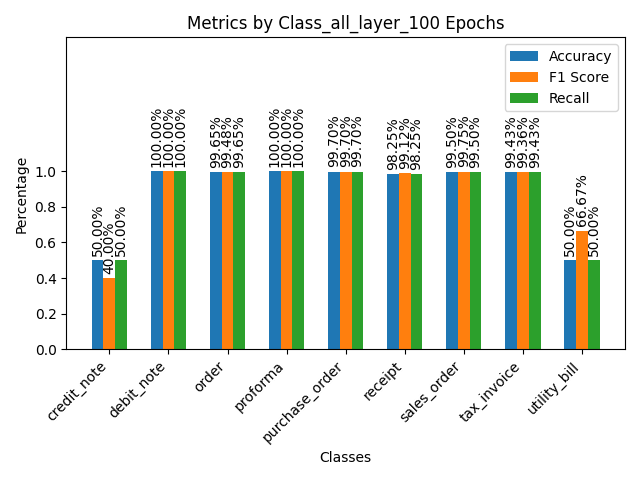 Metrics by Class_all_layer_100 Epochs
Accuracy
F1 Score
Recall
Percentage
1.0
0.8
0.6
0.4
0.2
0.0
50.00%
40.00%
50.00%
100.00%
100.00%
100.00%
99.65%
99.48%
99.65%
100.00%
100.00%
100.00%
99.70%
99.70%
99.70%
98.25%
99.12%
98.25%
99.50%
99.75%
99.50%
99.43%
99.36%
99.43%
50.00%
66.67%
50.00%
credit_note
debit_note
order
proforma
purchase_order
receipt
sales_order
tax_invoice
utility_bill
Classes